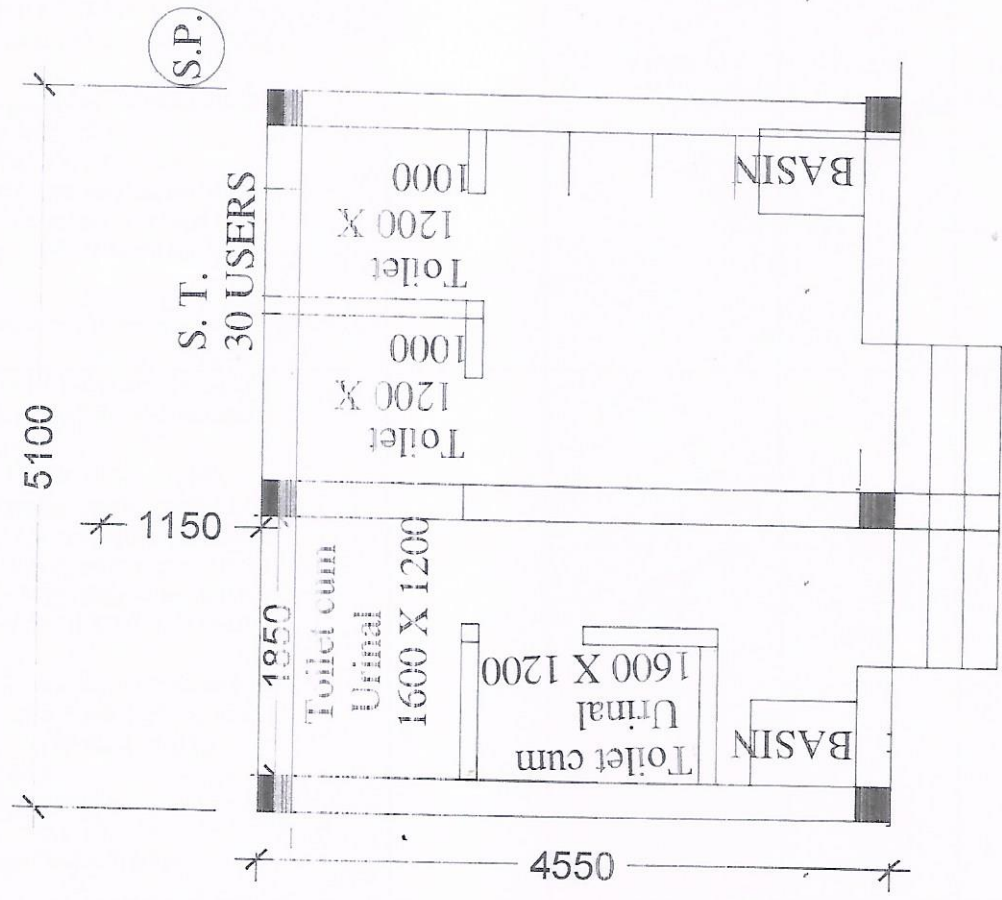 S.P.
S. T.
30 USERS
5100
1150
1850
4550
Toilet
1200 X
1000
Toilet
1200 X
1000
BASIN
Toilet cum
Urinal
1600 X 1200
Toilet cum
Urinal
1600 X 1200
BASIN